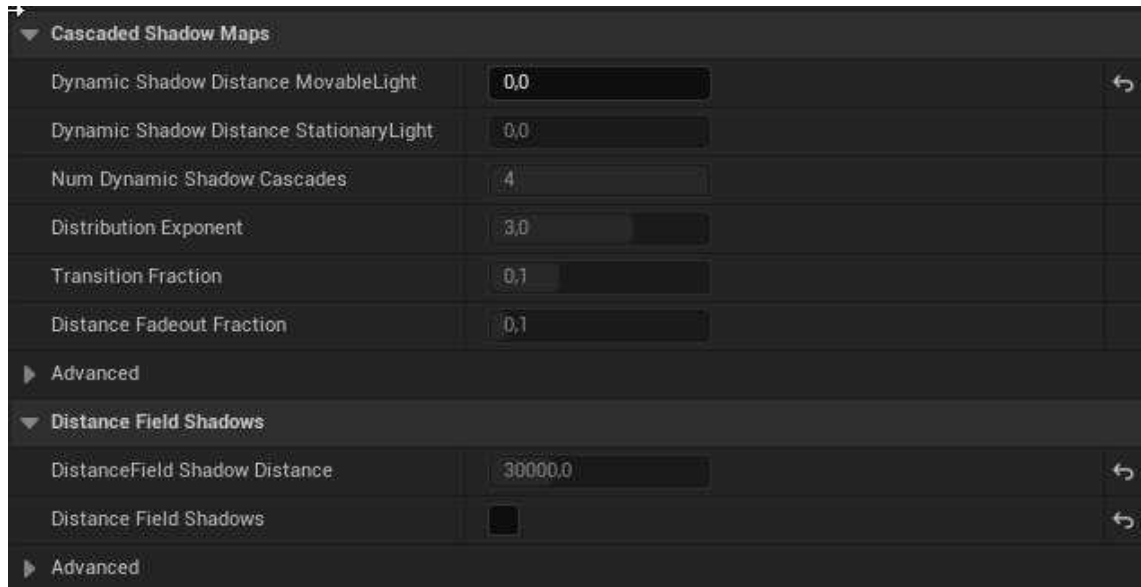 Cascaded Shadow Maps
Dynamic Shadow Distance MovableLight 0,0
Dynamic Shadow Distance StationaryLight 0,0
Num Dynamic Shadow Cascades 4
Distribution Exponent 3,0
Transition Fraction 0,1
Distance Fadeout Fraction 0,1
Advanced
Distance Field Shadows
DistanceField Shadow Distance 30000,0
Distance Field Shadows
Advanced